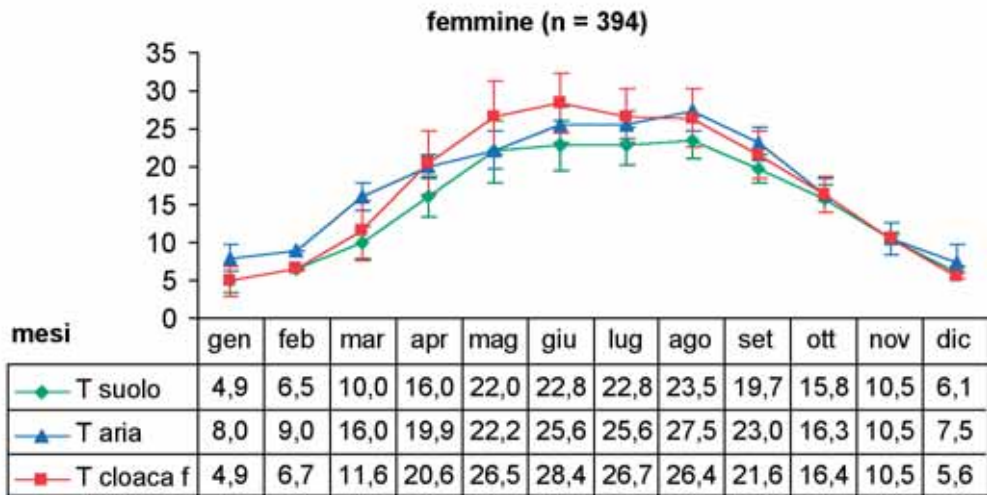 femmine (n = 394)
35
30
25
20
15
10
5
0
mesi gen feb mar apr mag giu lug ago set ott nov dic
T suolo 4,9 6,5 10,0 16,0 22,0 22,8 22,8 23,5 19,7 15,8 10,5 6,1
T aria 8,0 9,0 16,0 19,9 22,2 25,6 25,6 27,5 23,0 16,3 10,5 7,5
T cloaca f 4,9 6,7 11,6 20,6 26,5 28,4 26,7 26,4 21,6 16,4 10,5 5,6